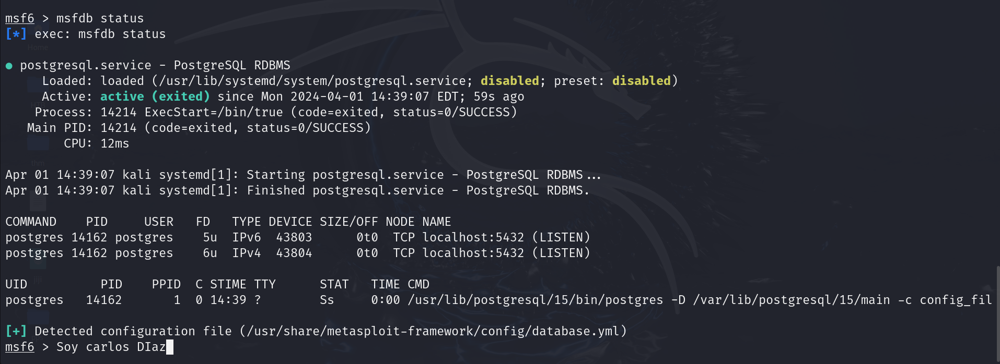 msf6 > msfdb status
[*] exec: msfdb status
Home
● postgresql.service - PostgreSQL RDBMS
Loaded: loaded (/usr/lib/systemd/system/postgresql.service; disabled; preset: disabled)
Active: active (exited) since Mon 2024-04-01 14:39:07 EDT; 59s ago
HTB
Process: 14214 ExecStart=/bin/true (code=exited, status=0/SUCCESS)
Main PID: 14214 (code=exited, status=0/SUCCESS)
CPU: 12ms
thm
Apr 01 14:39:07 kali systemd[1]: Starting postgresql.service - PostgreSQL RDBMS...
Apr 01 14:39:07 kali systemd[1]: Finished postgresql.service - PostgreSQL RDBMS.
COMMAND PID USER FD TYPE DEVICE SIZE/OFF NODE NAME
postgres 14162 postgres 5u IPv6 43803 0t0 TCP localhost:5432 (LISTEN)
postgres 14162 postgres 6u IPv4 43804 0t0 TCP localhost:5432 (LISTEN)
jiji
UID PID PPID C STIME TTY STAT TIME CMD
postgres 14162 1 0 14:39 ? Ss 0:00 /usr/lib/postgresql/15/bin/postgres -D /var/lib/postgresql/15/main -c config_fil
[+] Detected configuration file (/usr/share/metasploit-framework/config/database.yml)
pps
msf6 > Soy carlos DIaz